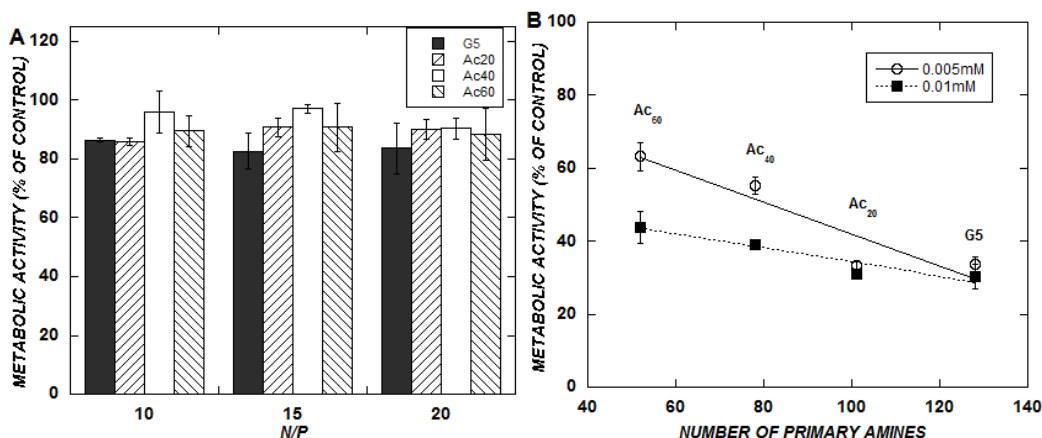 A
METABOLIC ACTIVITY (% OF CONTROL)
120
100
80
60
40
20
0
G5
Ac20
Ac40
Ac60
10
15
20
N/P
B
METABOLIC ACTIVITY (% OF CONTROL)
100
80
60
40
20
0
0.005mM
0.01mM
Ac60
Ac40
Ac20
G5
40
60
80
100
120
140
NUMBER OF PRIMARY AMINES